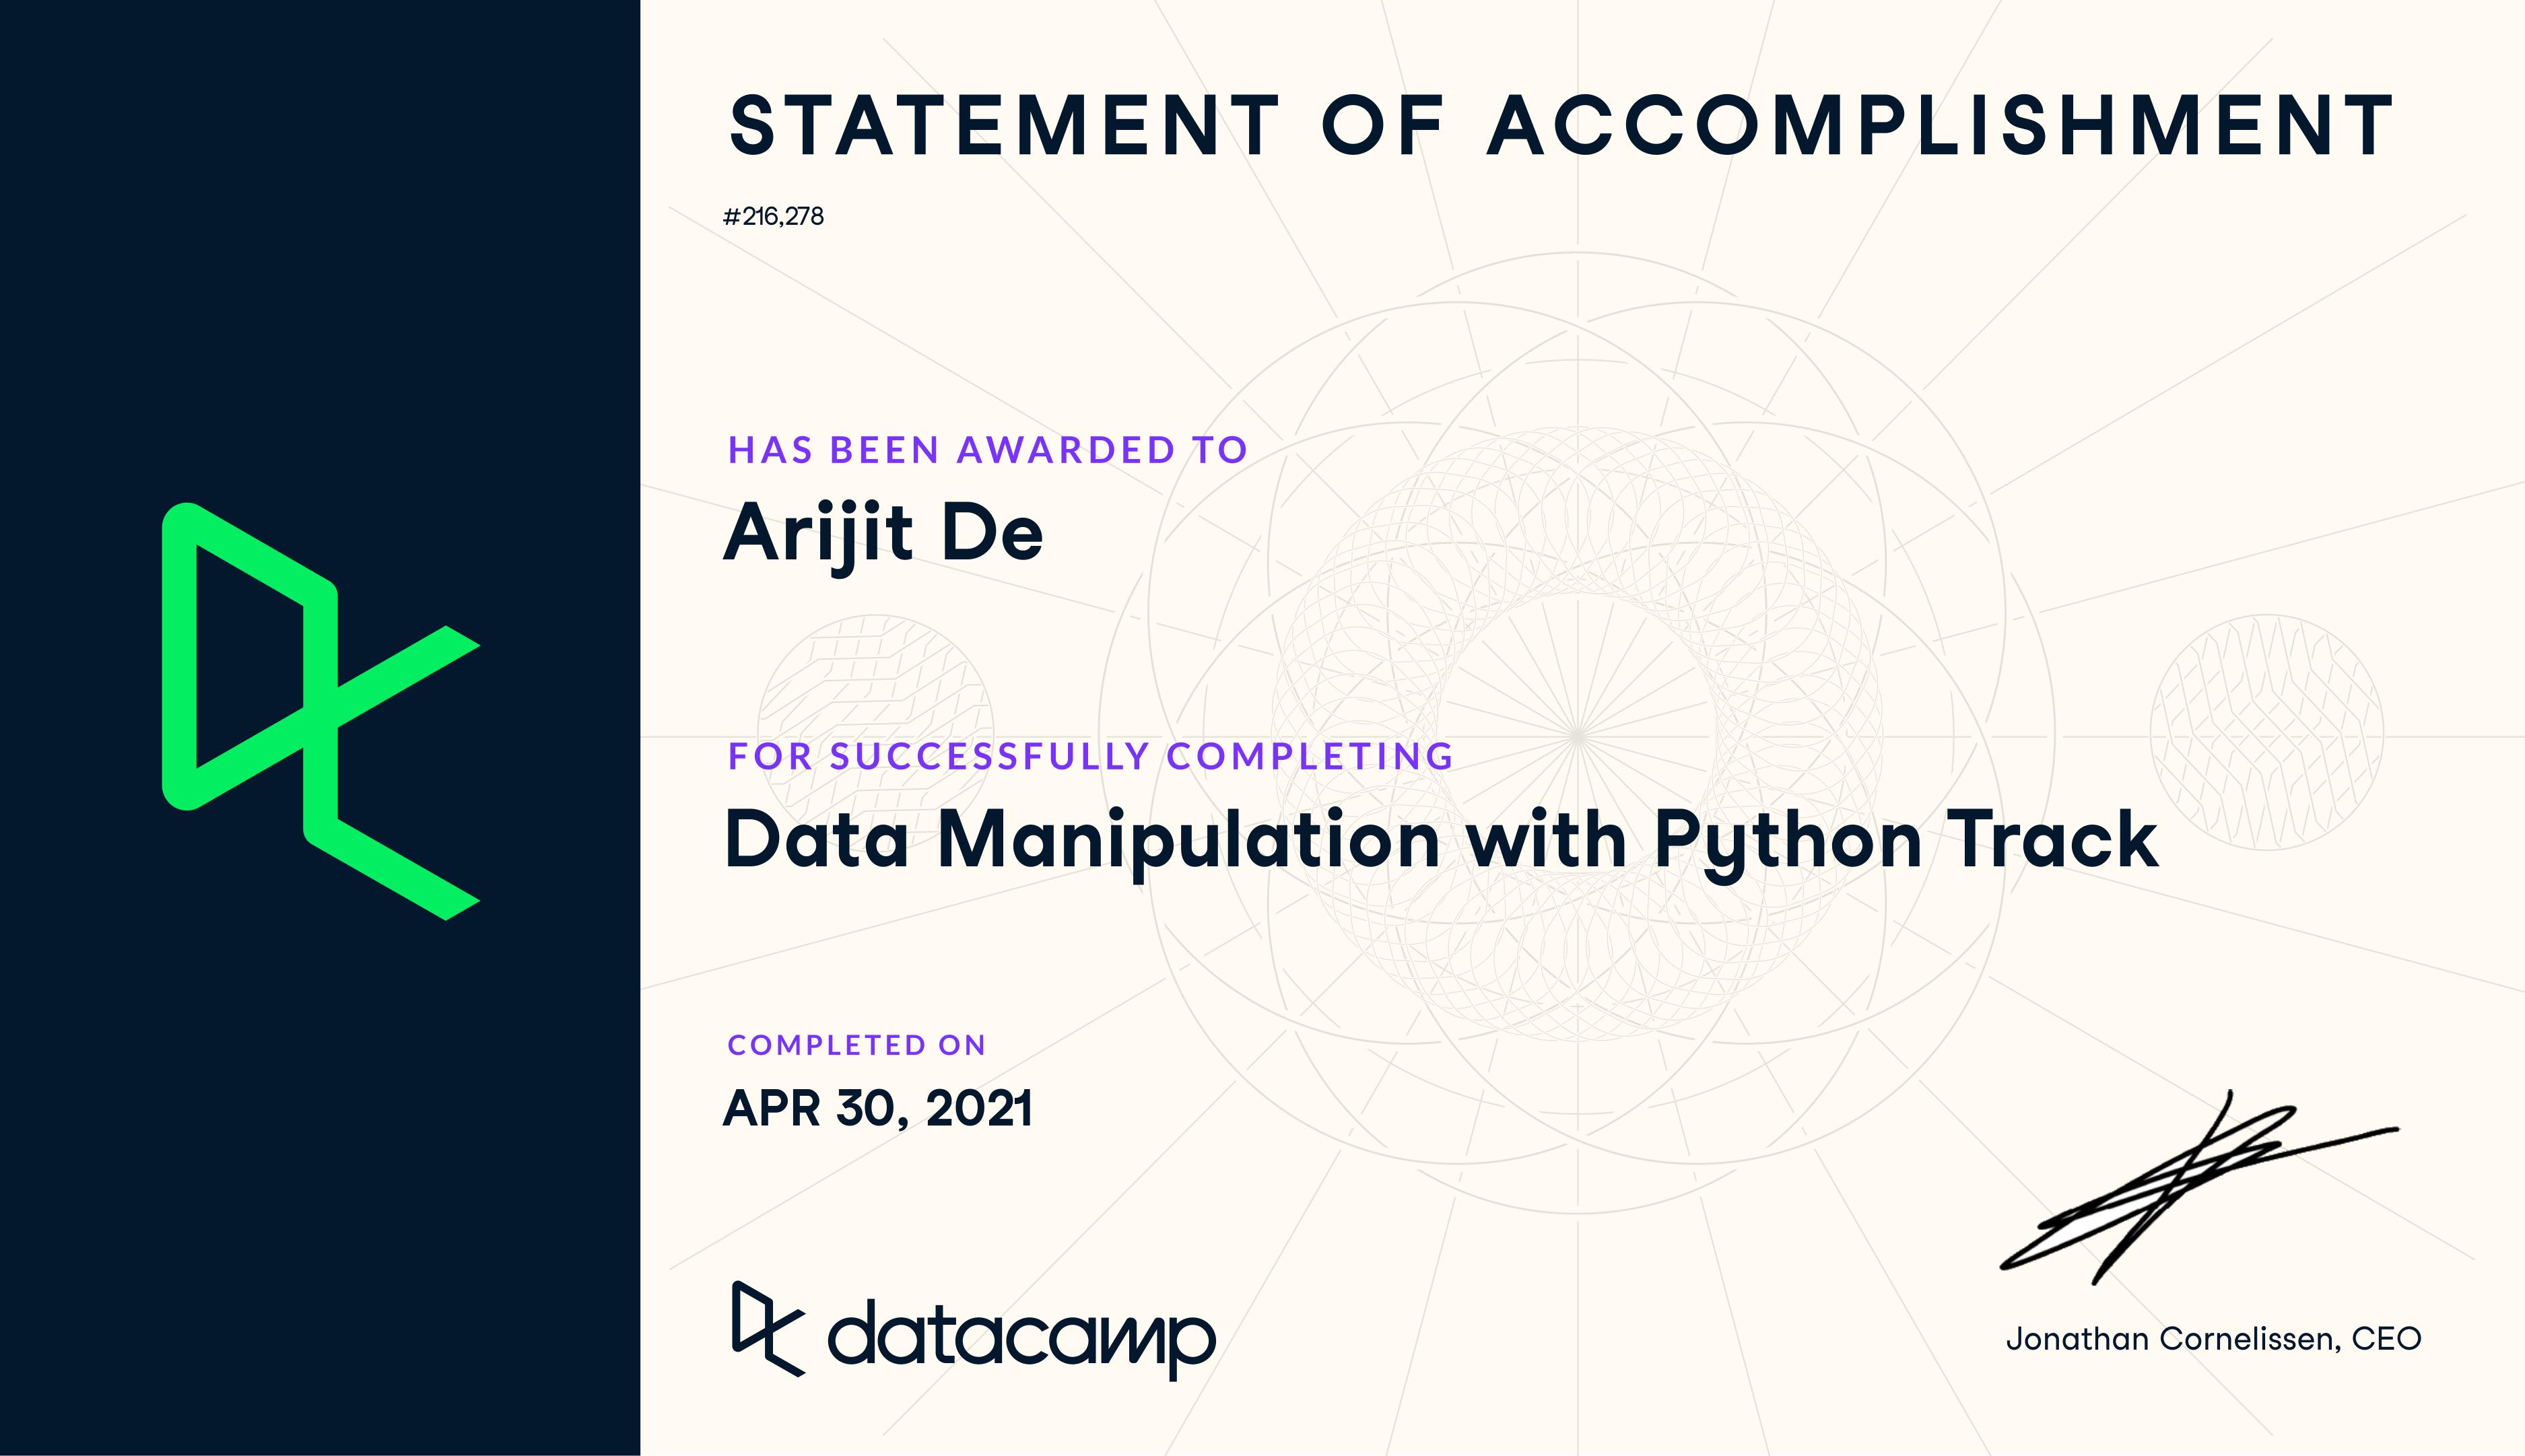 STATEMENT OF ACCOMPLISHMENT
#216,278
HAS BEEN AWARDED TO
Arijit De
FOR SUCCESSFULLY COMPLETING
Data Manipulation with Python Track
COMPLETED ON
APR 30, 2021
datacamp
Jonathan Cornelissen, CEO